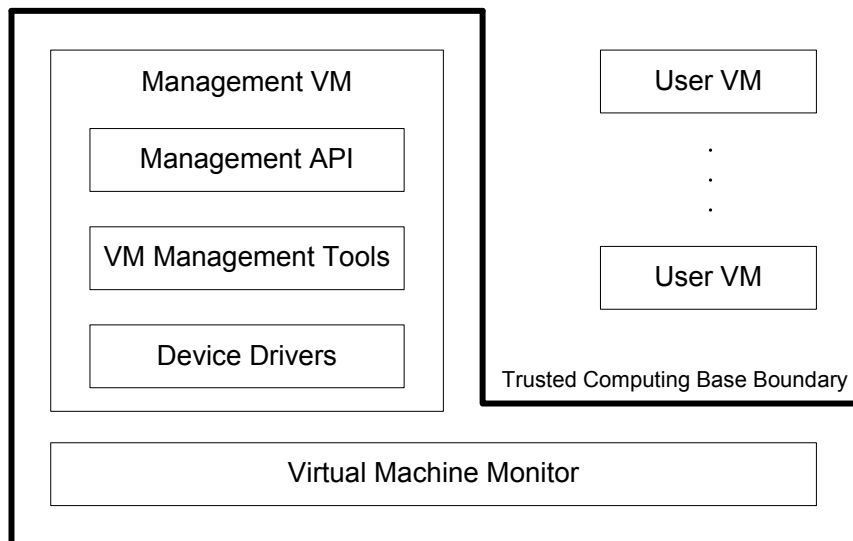 Management VM
Management API
VM Management Tools
Device Drivers
User VM
User VM
Trusted Computing Base Boundary
Virtual Machine Monitor